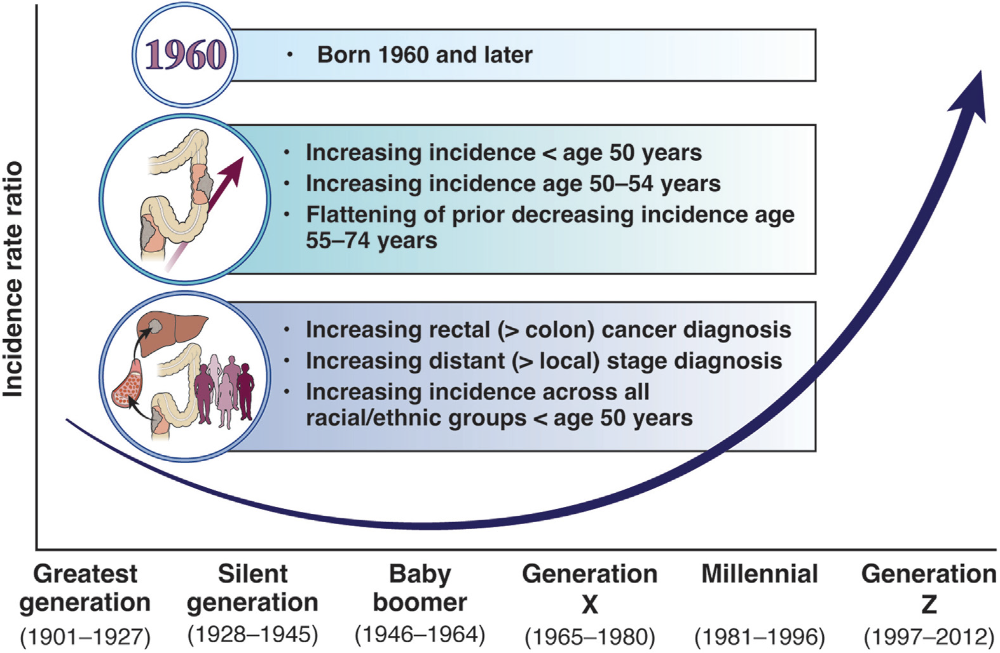 1960
• Born 1960 and later
• Increasing incidence < age 50 years
• Increasing incidence age 50–54 years
• Flattening of prior decreasing incidence age
55–74 years
• Increasing rectal (> colon) cancer diagnosis
• Increasing distant (> local) stage diagnosis
• Increasing incidence across all
racial/ethnic groups < age 50 years
Incidence rate ratio
Greatest
generation
(1901–1927)
Silent
generation
(1928–1945)
Baby
boomer
(1946–1964)
Generation
X
(1965–1980)
Millennial
(1981–1996)
Generation
Z
(1997–2012)